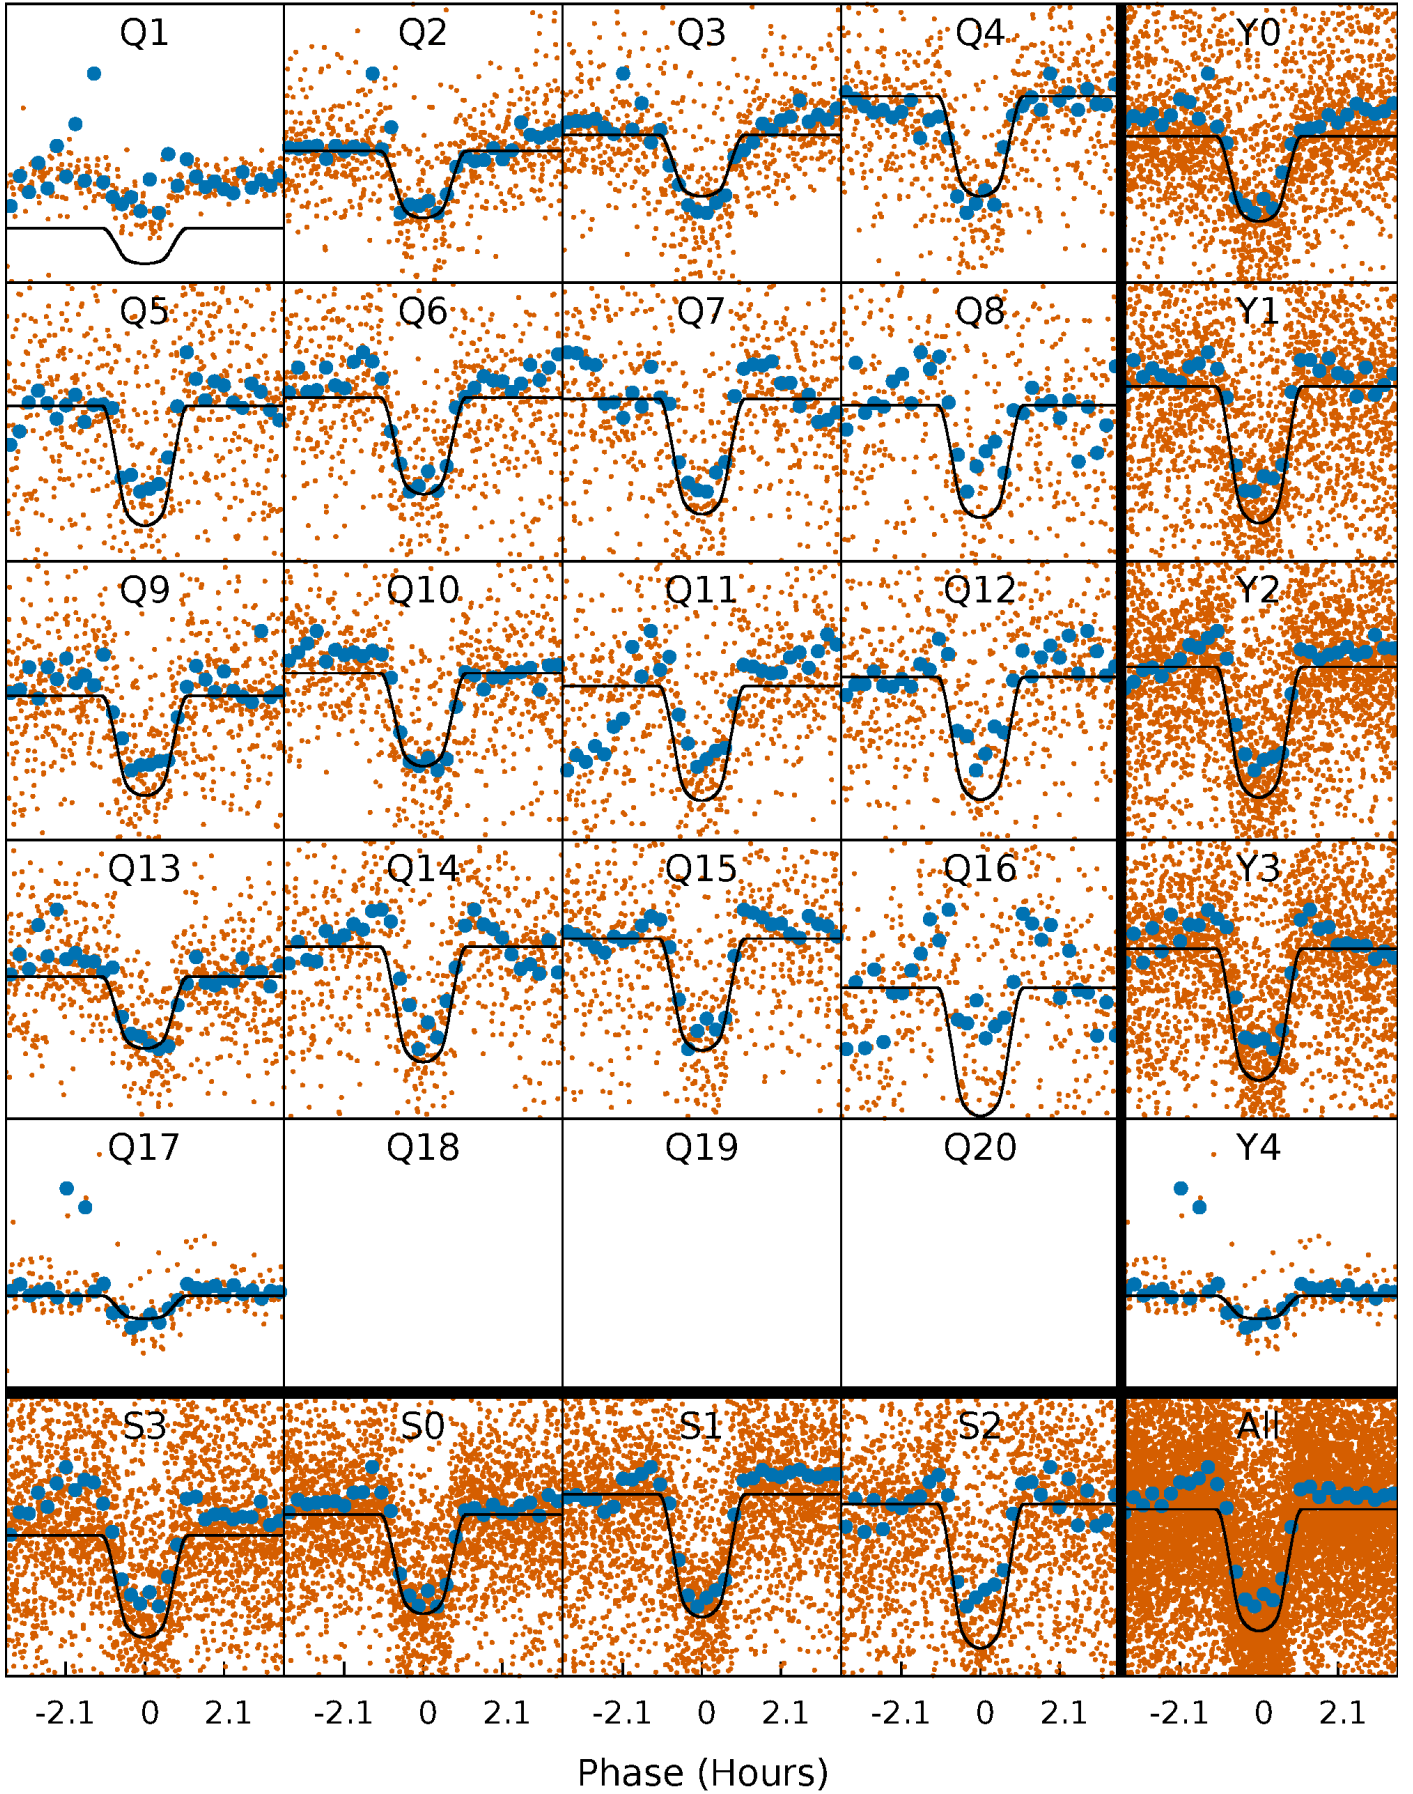 Q1 Q2 Q3 Q4 Y0
Q5 Q6 Q7 Q8 Y1
Q9 Q10 Q11 Q12 Y2
Q13 Q14 Q15 Q16 Y3
Q17 Q18 Q19 Q20 Y4
S3 S0 S1 S2 All
-2.1 0 2.1 -2.1 0 2.1 -2.1 0 2.1 -2.1 0 2.1 -2.1 0 2.1
Phase (Hours)